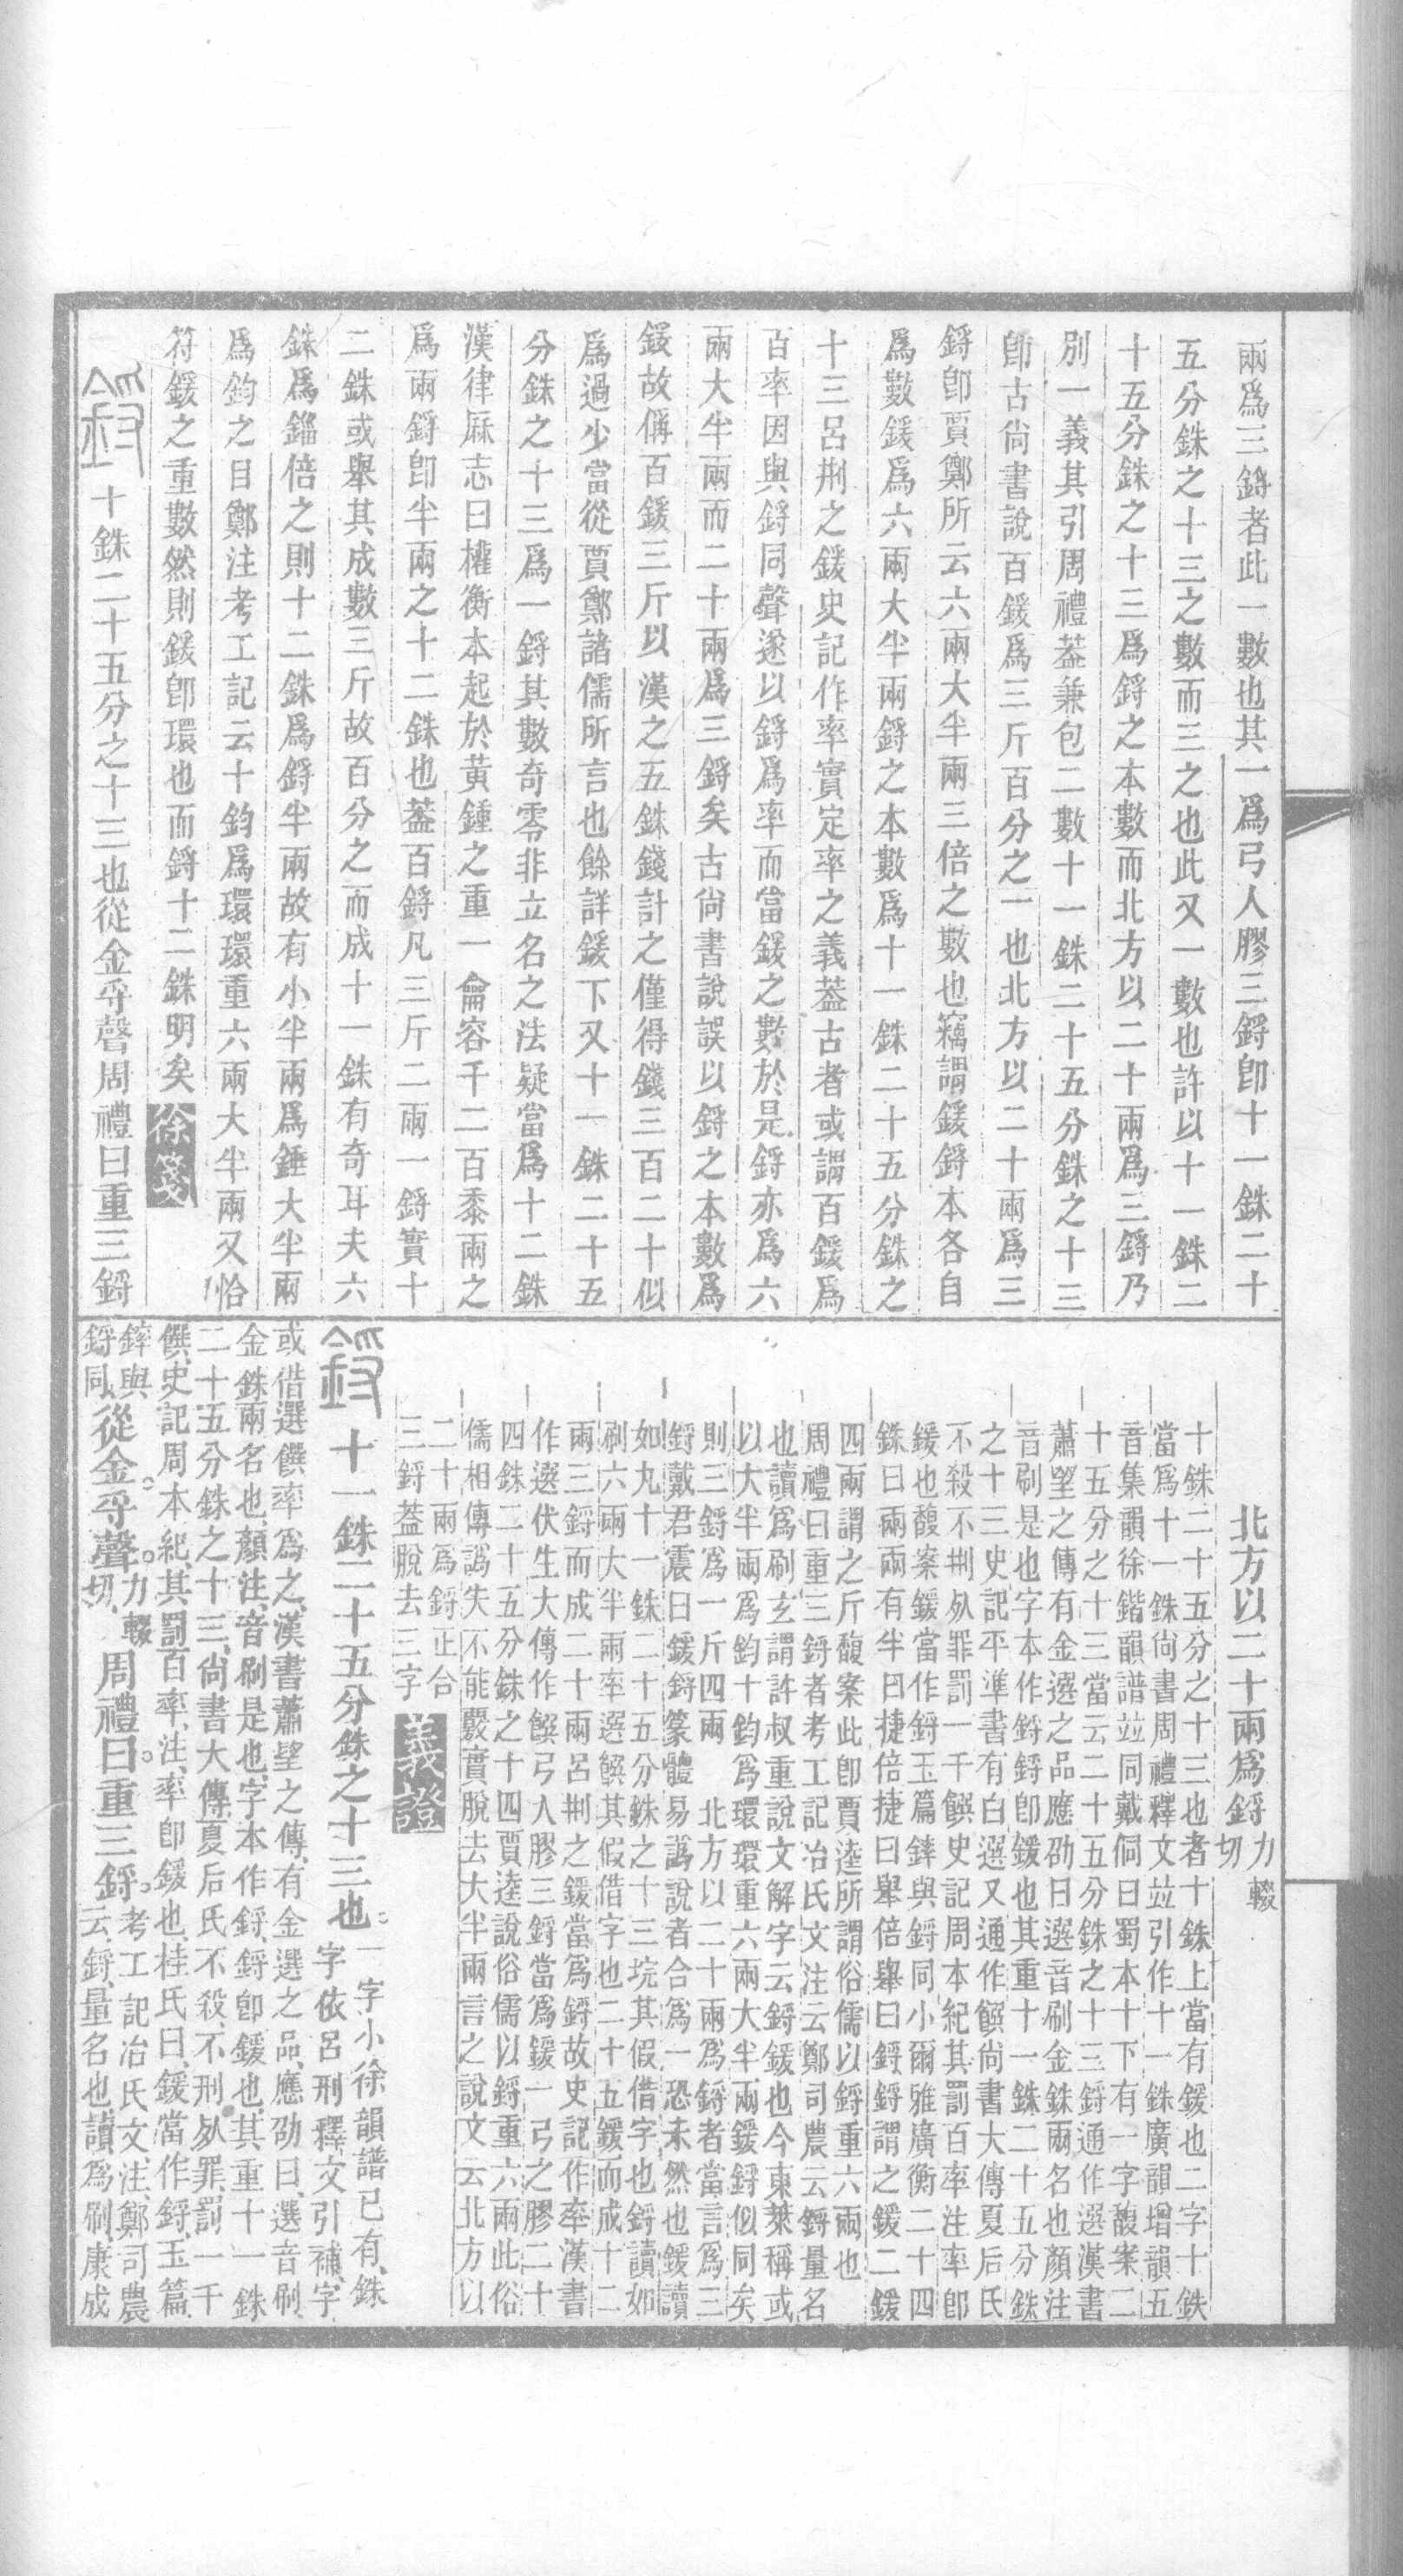 兩爲三鋝者此一數也其一爲弓人膠三鋝卽十一銖二十
五分銖之十三之數而三之也此又一數也許以十一銖二
十五分銖之十三爲鋝之本數而北方以二十兩爲三鋝乃
別一義其引周禮葢兼包二數十一銖二十五分銖之十三
卽古尙書說百鍰爲三斤百分之一也北方以二十兩爲三
鋝卽賈鄭所云六兩大半兩三倍之數也竊謂鍰鋝本各自
爲數鍰爲六兩大半兩鋝之本數爲十一銖二十五分銖之
十三呂荆之鍰史記作率實定率之義葢古者或謂百鍰爲
百率因與鋝同聲遂以鋝爲率而當鍰之數於是鋝亦爲六
兩大半兩而二十兩爲三鋝矣古尙書說誤以鋝之本數爲
鍰故偁百鍰三斤以漢之五銖錢計之僅得錢三百二十似
爲過少當從賈鄭諸儒所言也餘詳鍰下又十一銖二十五
分銖之十三爲一鋝其數奇零非立名之法疑當爲十二銖
漢律厤志曰權衡本起於黃鍾之重一龠容千二百黍兩之
爲兩鋝卽半兩之十二銖也葢百鋝凡三斤二兩一鋝實十
二銖或舉其成數三斤故百分之而成十一銖有奇耳夫六
銖爲錙倍之則十二銖爲鋝半兩故有小半兩爲錘大半兩
爲鈞之目鄭注考工記云十鈞爲環環重六兩大半兩又恰
符鍰之重數然則鍰卽環也而鋝十二銖明矣 徐箋
鋝 十銖二十五分之十三也從金寽聲周禮曰重三鋝
北方以二十兩爲鋝 力輟切
十銖二十五分之十三也者十銖上當有鍰也二字十銖
當爲十一銖尙書周禮釋文竝引作十一銖廣韻增韻五
音集韻徐鍇韻譜竝同戴侗曰蜀本十下有一字馥案二
十五分之十三當云二十五分銖之十三鋝通作選漢書
蕭望之傳有金選之品應劭曰選音刷金銖兩名也顏注
音刷是也字本作鋝鋝卽鍰也其重十一銖二十五分銖
之十三史記平準書有白選又通作饌尙書大傳夏后氏
不殺不荆死罪罰一千饌史記周本紀其罰百率注率卽
鍰也馥案鍰當作鋝玉篇鋅與鋝同小爾雅廣衡二十四
銖曰兩兩有半曰捷倍捷曰舉倍舉曰鋝鋝謂之鍰二鍰
四兩謂之斤馥案此卽賈逵所謂俗儒以鋝重六兩也
周禮曰重三鋝者考工記冶氏文注云鄭司農云鋝量名
也讀爲刷玄謂許叔重說文解字云鋝鍰也今東萊稱或
以大半兩爲鈞十鈞爲環環重六兩大半兩鍰鋝似同矣
則三鋝爲一斤四兩 北方以二十兩爲鋝者當言爲三
鋝戴君震曰鍰鋝篆體易譌說者合爲一恐未然也鍰讀
如丸十一銖二十五分銖之十三垸其假借字也鋝讀如
刷六兩大半兩率選饌其假借字也二十五鍰而成十二
兩三鋝而成二十兩呂荆之鍰當爲鋝故史記作率漢書
作選伏生大傳作饌弓人膠三鋝當爲鍰一弓之膠二十
四銖二十五分銖之十四賈逵說俗儒以鋝重六兩此俗
儒相傳譌失不能覈實脫去大半兩言之說文云北方以
二十兩爲鋝正合
三鋝葢脫去三字 義證
鋝 十一銖二十五分銖之十三也 一字小徐韻譜已有銖
字依呂刑釋文引補字
或借選饌率爲之漢書蕭望之傳有金選之品應劭曰選音刷
金銖兩名也顏注音刷是也字本作鋝鋝卽鍰也其重十一銖
二十五分銖之十三尙書大傳夏后氏不殺不刑死罪罰一千
饌史記周本紀其罰百率注率卽鍰也桂氏曰鍰當作鋝玉篇
鋅與
鋝同 從金寽聲 力輟切 周禮曰重三鋝 考工記冶氏文注鄭司農
云鋝量名也讀爲刷康成